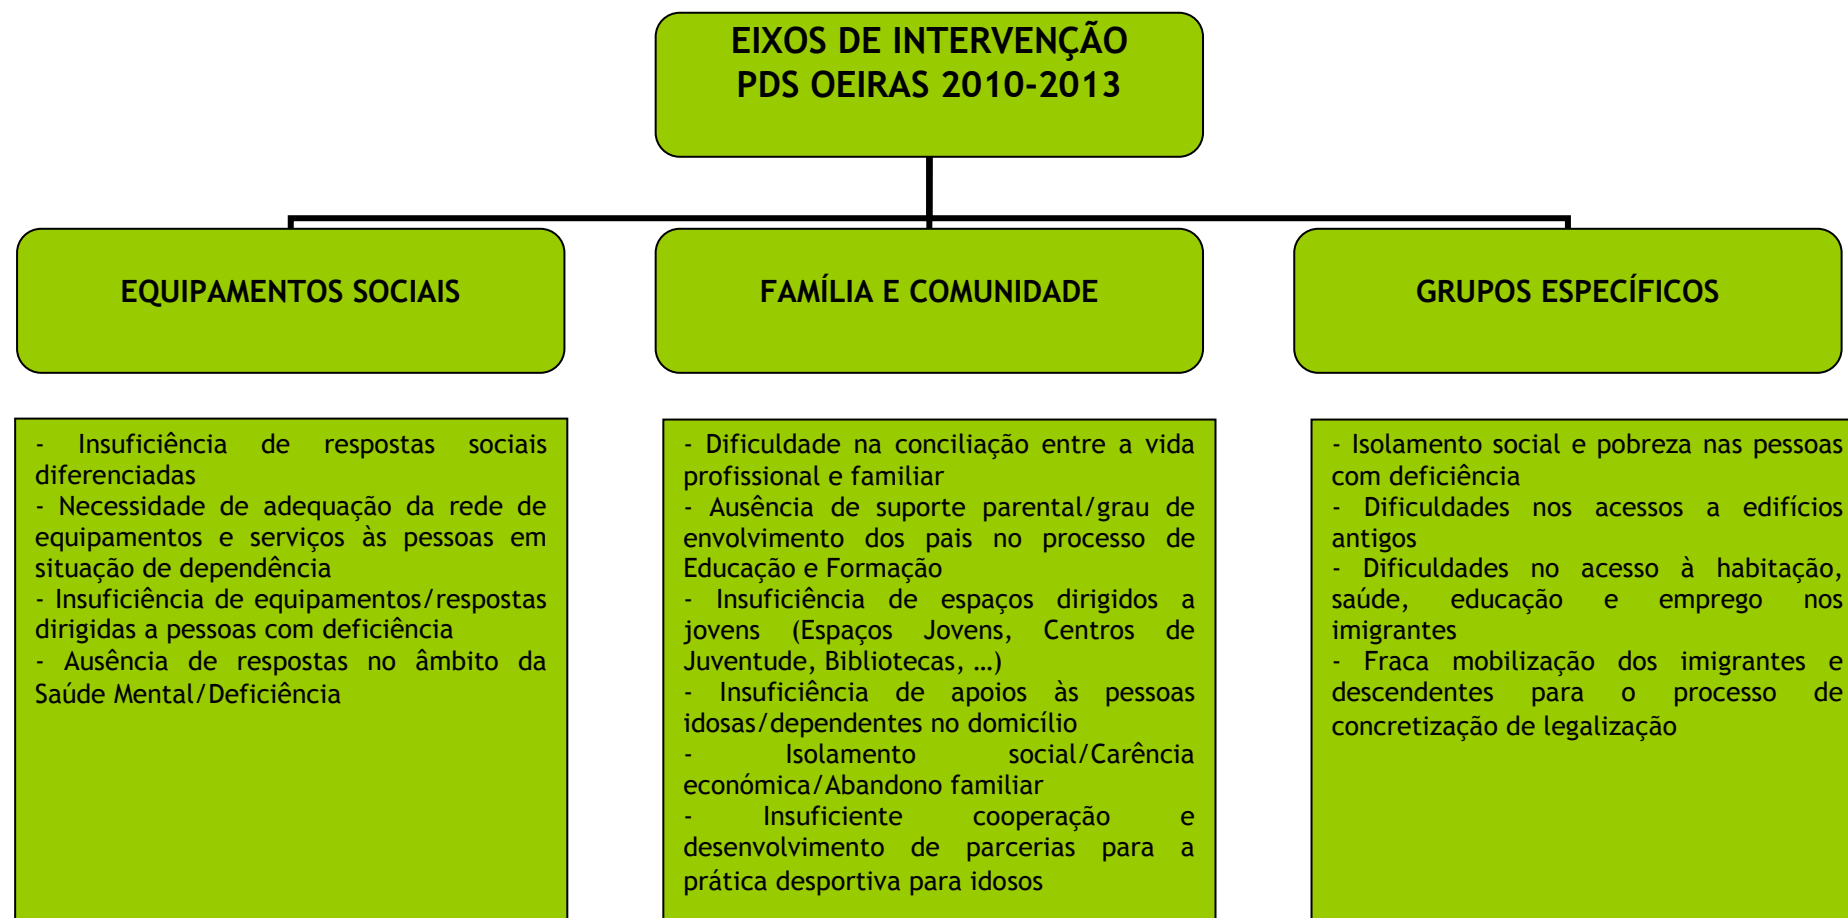 EIXOS DE INTERVENÇÃO
PDS OEIRAS 2010-2013
EQUIPAMENTOS SOCIAIS
FAMÍLIA E COMUNIDADE
GRUPOS ESPECÍFICOS
- Insuficiência de respostas sociais
diferenciadas
- Necessidade de adequação da rede de
equipamentos e serviços às pessoas em
situação de dependência
- Insuficiência de equipamentos/respostas
dirigidas a pessoas com deficiência
- Ausência de respostas no âmbito da
Saúde Mental/Deficiência
- Dificuldade na conciliação entre a vida
profissional e familiar
- Ausência de suporte parental/grau de
envolvimento dos pais no processo de
Educação e Formação
- Insuficiência de espaços dirigidos a
jovens (Espaços Jovens, Centros de
Juventude, Bibliotecas, …)
- Insuficiência de apoios às pessoas
idosas/dependentes no domicílio
- Isolamento social/Carência
económica/Abandono familiar
- Insuficiente cooperação e
desenvolvimento de parcerias para a
prática desportiva para idosos
- Isolamento social e pobreza nas pessoas
com deficiência
- Dificuldades nos acessos a edifícios
antigos
- Dificuldades no acesso à habitação,
saúde, educação e emprego nos
imigrantes
- Fraca mobilização dos imigrantes e
descendentes para o processo de
concretização de legalização